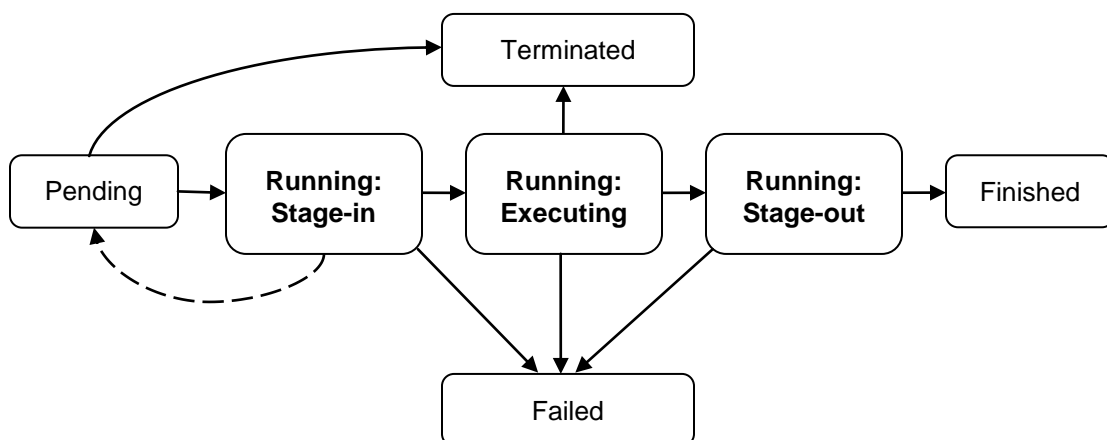 Terminated
Pending
Running:
Stage-in
Running:
Executing
Running:
Stage-out
Finished
Failed